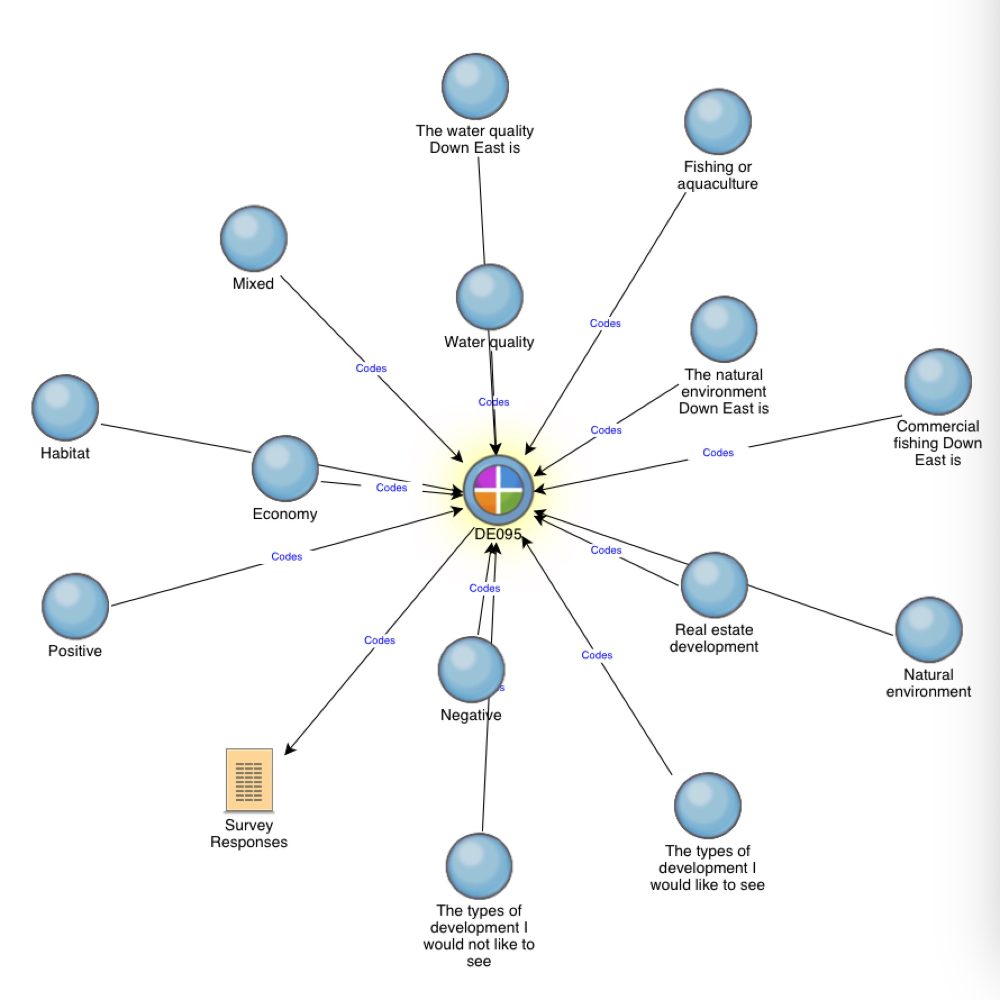 The water quality
Down East is
Fishing or
aquaculture
Mixed
Water quality
Codes
Codes
The natural
environment
Down East is
Codes
Codes
Commercial
fishing Down
East is
Habitat
Codes
Codes
Economy
DE095
Codes
Codes
Codes
Positive
Codes
Real estate
development
Codes
Natural
environment
Negative
Survey
Responses
The types of
development I
would like to see
The types of
development I
would not like to
see